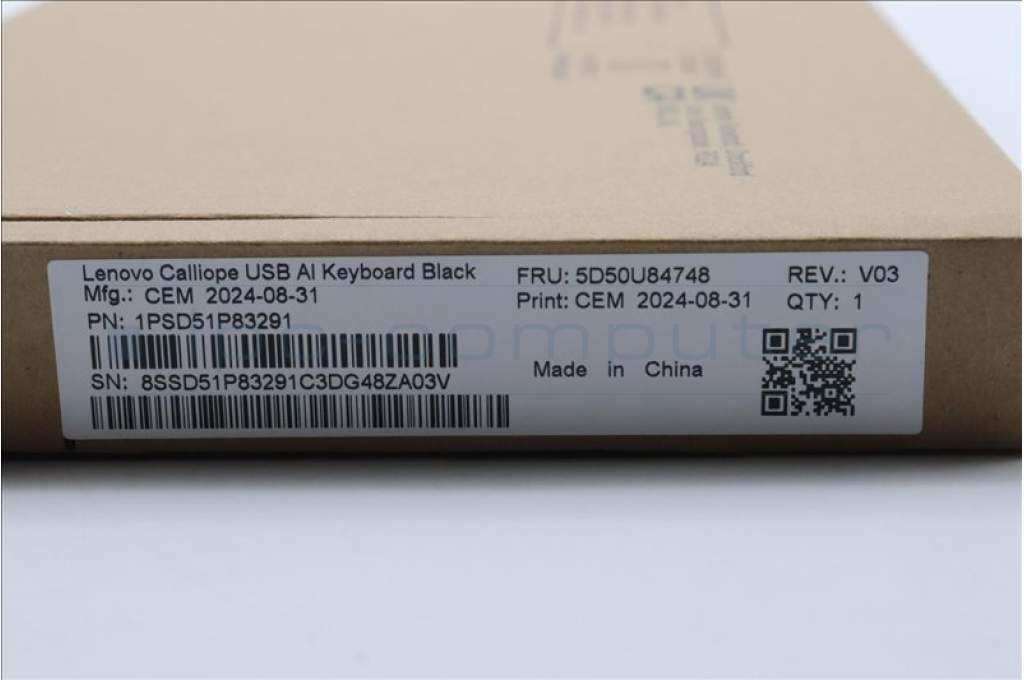 Lenovo Calliope USB AI Keyboard Black
Mfg.: CEM 2024-08-31
PN: 1PSD51P83291
SN: 8SSD51P83291C3DG48ZA03V
FRU: 5D50U84748
Print: CEM 2024-08-31
Made in China
REV.: V03
QTY: 1